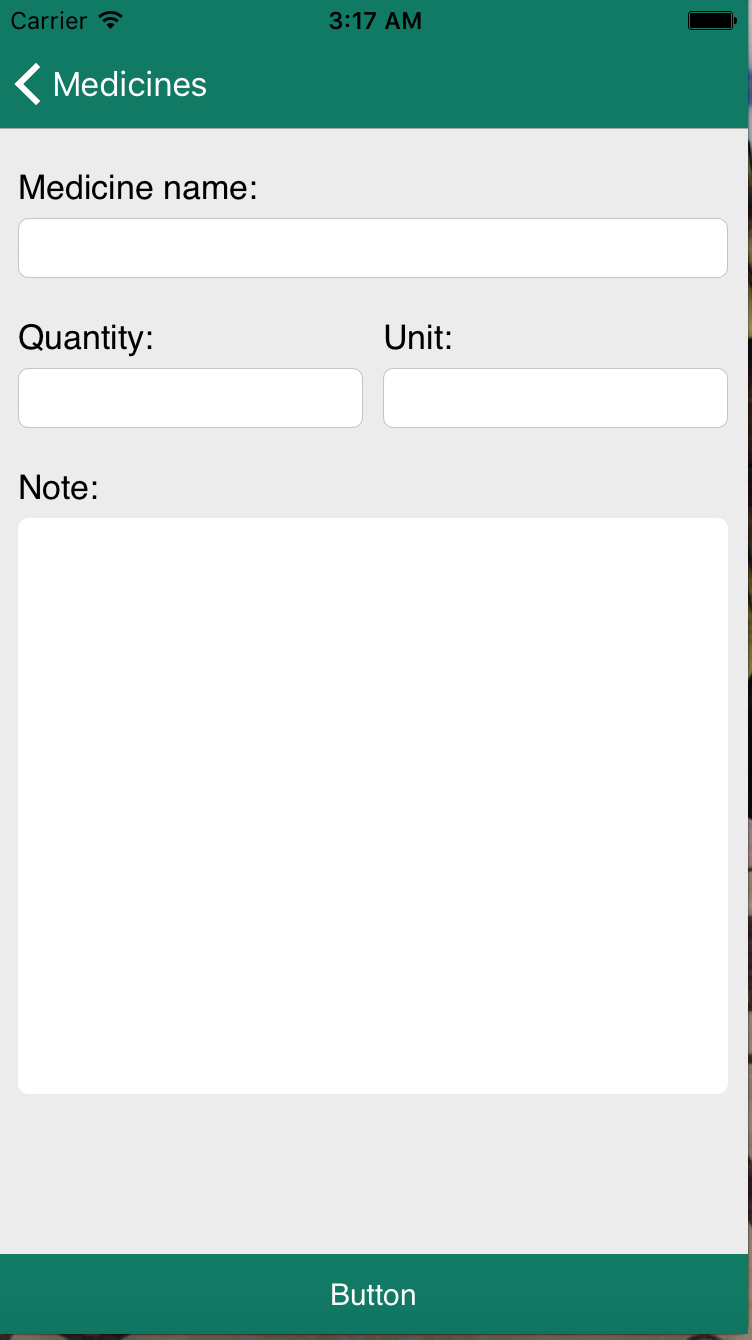 Carrier 3:17 AM
Medicines
Medicine name:
Quantity: Unit:
Note:
Button